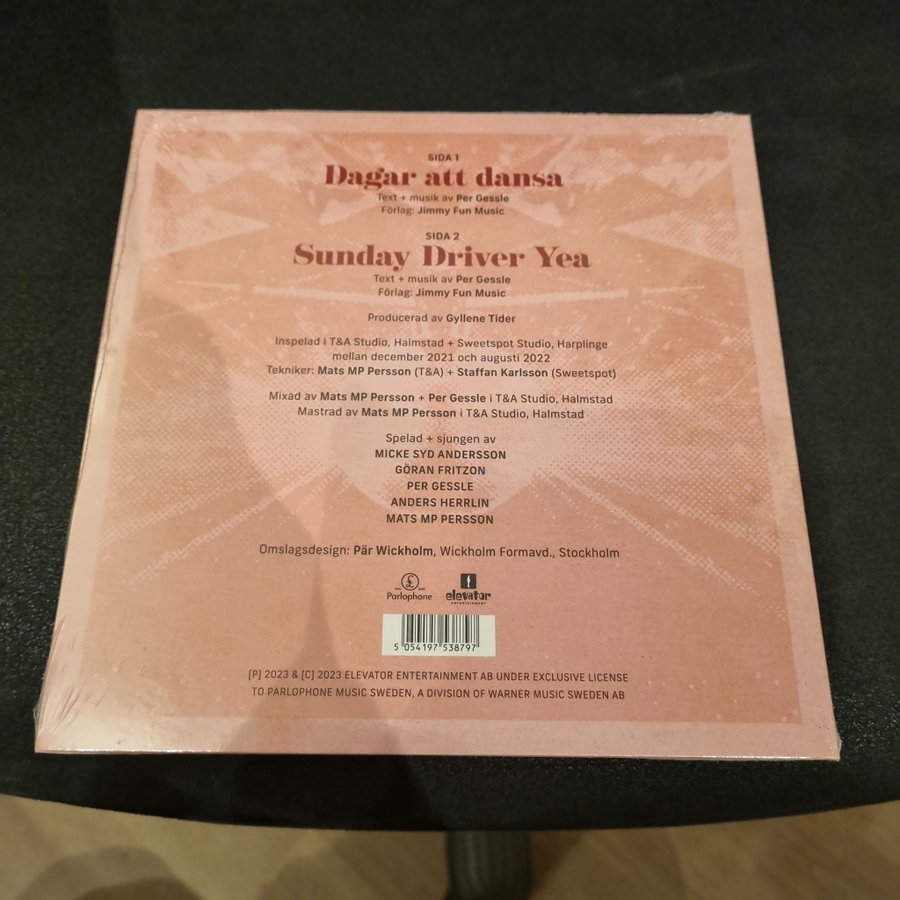 SIDA 1
Dagar att dansa
Text + musik av Per Gessle
Förlag: Jimmy Fun Music
SIDA 2
Sunday Driver Yea
Text + musik av Per Gessle
Förlag: Jimmy Fun Music
Producerad av Gyllene Tider
Inspelad i T&A Studio, Halmstad + Sweetspot Studio, Harplinge
mellan december 2021 och augusti 2022
Tekniker: Mats MP Persson (T&A) + Staffan Karlsson (Sweetspot)
Mixad av Mats MP Persson + Per Gessle i T&A Studio, Halmstad
Mastrad av Mats MP Persson i T&A Studio, Halmstad
Spelad + sjungen av
MICKE SYD ANDERSSON
GÖRAN FRITZON
PER GESSLE
ANDERS HERRLIN
MATS MP PERSSON
Omslagsdesign: Pär Wickholm, Wickholm Formavd., Stockholm
Parlophone
elevator
ENTERTAINMENT
5 054197 538797
[P] 2023 & [C] 2023 ELEVATOR ENTERTAINMENT AB UNDER EXCLUSIVE LICENSE
TO PARLOPHONE MUSIC SWEDEN, A DIVISION OF WARNER MUSIC SWEDEN AB